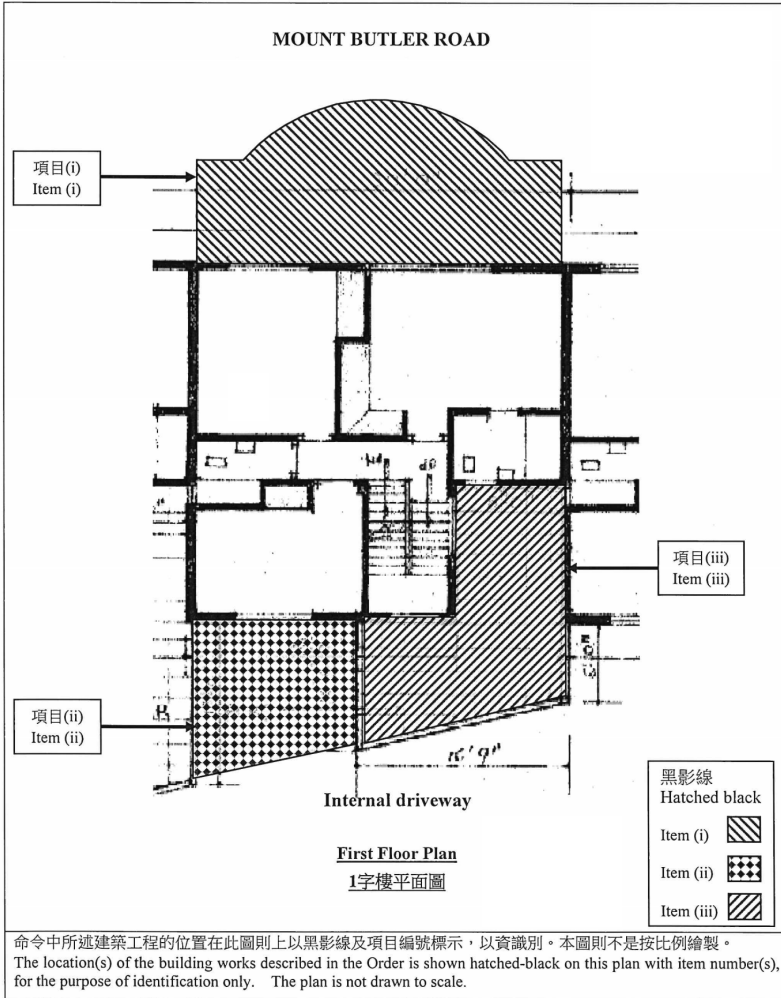 MOUNT BUTLER ROAD
項目(i)
Item (i)
項目(iii)
Item (iii)
項目(ii)
Item (ii)
16'9"
Internal driveway
First Floor Plan
1字樓平面圖
黑影線
Hatched black
Item (i)
Item (ii)
Item (iii)
命令中所述建築工程的位置在此圖則上以黑影線及項目編號標示，以資識別。本圖則不是按比例繪製。
The location(s) of the building works described in the Order is shown hatched-black on this plan with item number(s),
for the purpose of identification only. The plan is not drawn to scale.